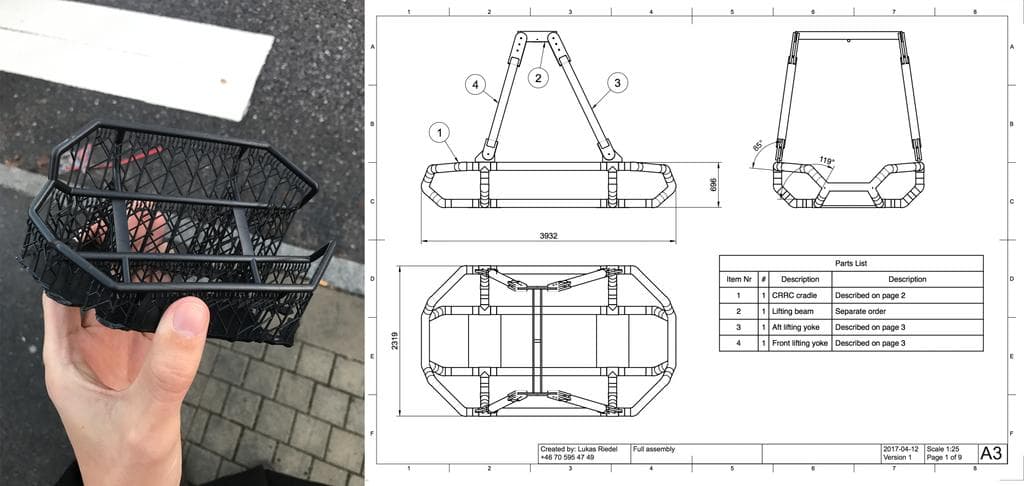 1 2 3 4 5 6 7 8
A A
B B
C C
D D
E E
F F
1 2 3 4 5 6 7 8
4
2
3
1
696
3932
65°
119°
2319
Parts List
Item Nr # Description Description
1 1 CRRC cradle Described on page 2
2 1 Lifting beam Separate order
3 1 Aft lifting yoke Described on page 3
4 1 Front lifting yoke Described on page 3
Created by: Lukas Riedel
+46 70 595 47 49
Full assembly
2017-04-12
Version 1
Scale 1:25
Page 1 of 9
A3